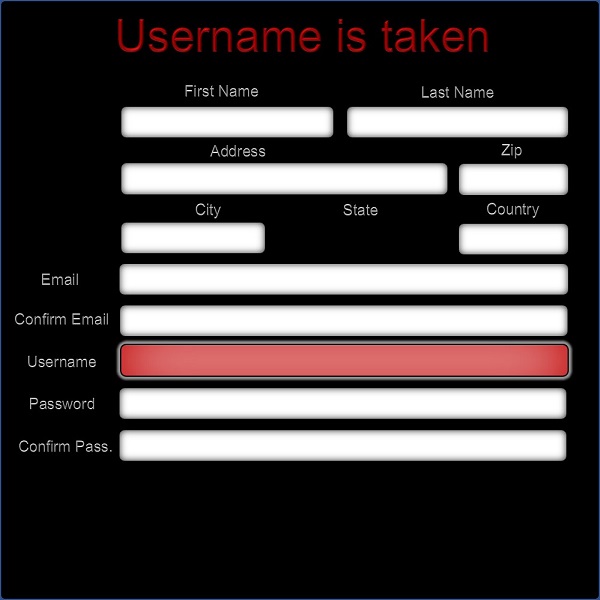 Username is taken
First Name Last Name
Address Zip
City State Country
Email
Confirm Email
Username
Password
Confirm Pass.